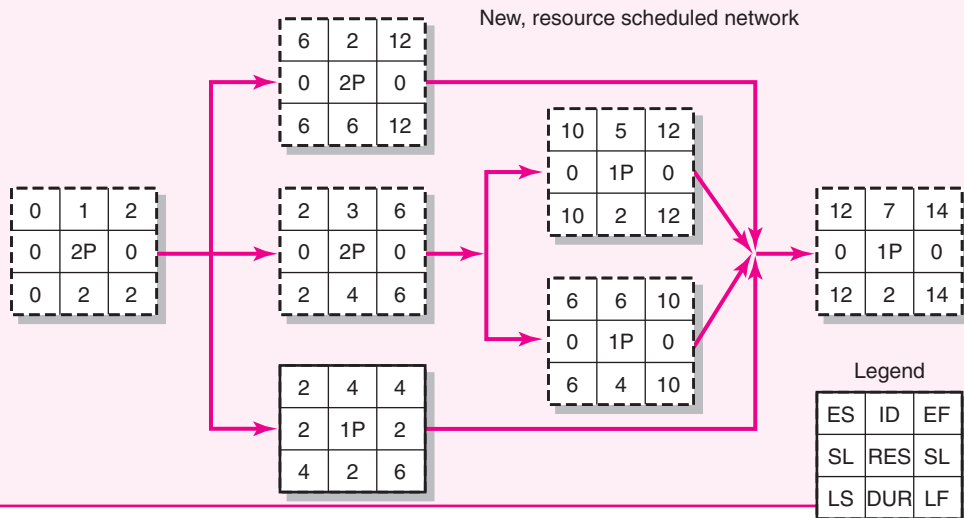 New, resource scheduled network
6 2 12
0 2P 0
6 6 12
10 5 12
0 1P 0
10 2 12
0 1 2
0 2P 0
0 2 2
2 3 6
0 2P 0
2 4 6
12 7 14
0 1P 0
12 2 14
6 6 10
0 1P 0
6 4 10
2 4 4
2 1P 2
4 2 6
Legend
ES ID EF
SL RES SL
LS DUR LF